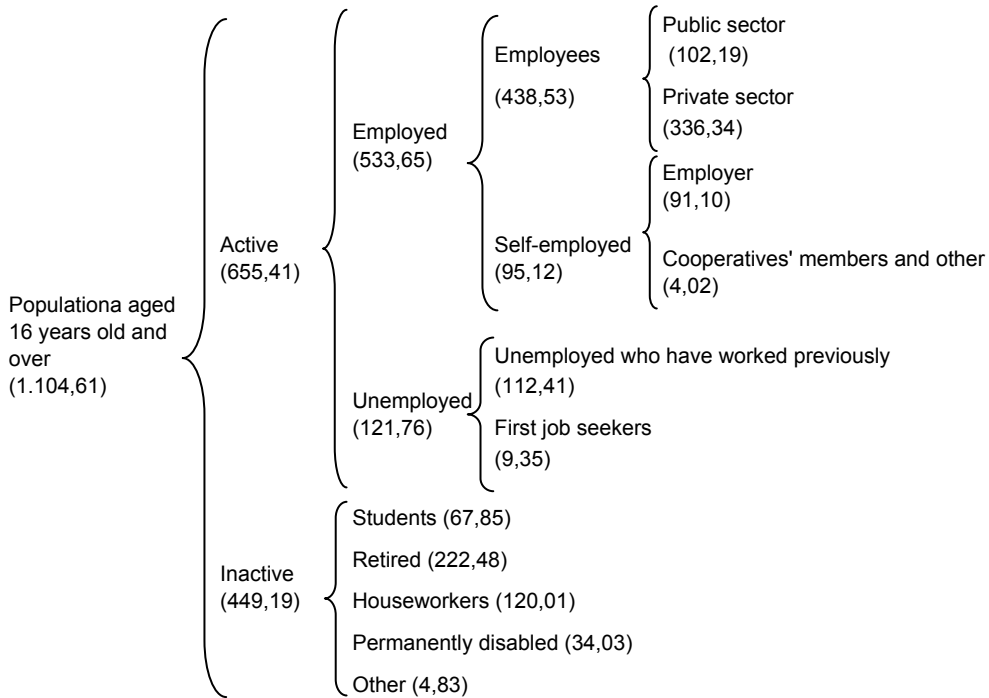 Populationa aged
16 years old and
over
(1.104,61)
Active
(655,41)
Employed
(533,65)
Employees
(438,53)
Public sector
(102,19)
Private sector
(336,34)
Self-employed
(95,12)
Employer
(91,10)
Cooperatives' members and other
(4,02)
Unemployed
(121,76)
Unemployed who have worked previously
(112,41)
First job seekers
(9,35)
Inactive
(449,19)
Students (67,85)
Retired (222,48)
Houseworkers (120,01)
Permanently disabled (34,03)
Other (4,83)